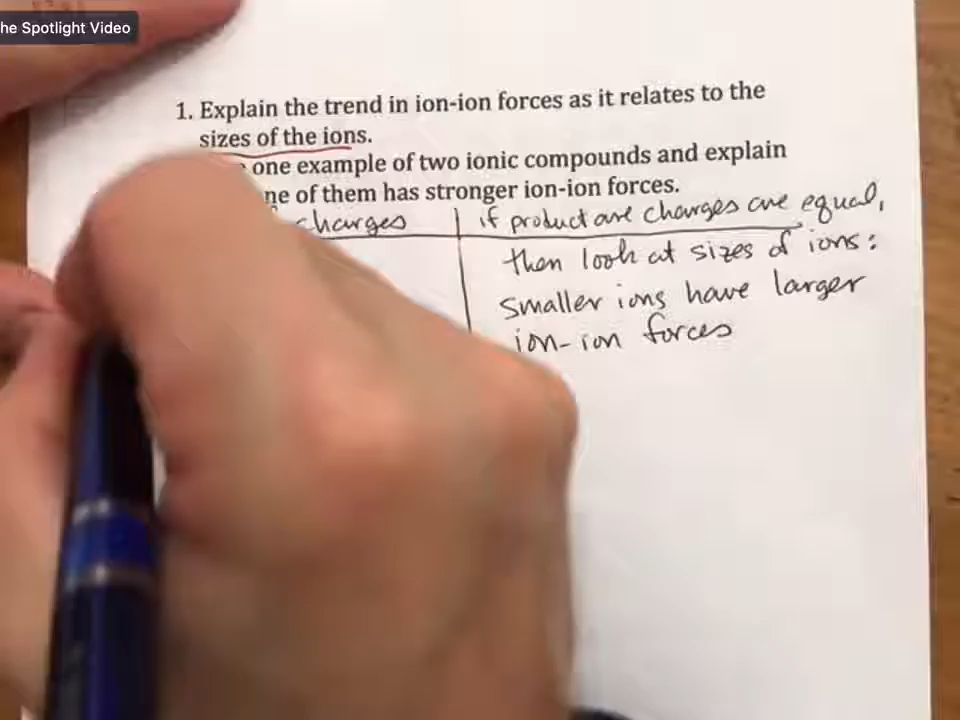 he Spotlight Video
1. Explain the trend in ion-ion forces as it relates to the
sizes of the ions.
one example of two ionic compounds and explain
ne of them has stronger ion-ion forces.
charges
if product are charges are equal,
then look at sizes of ions:
smaller ions have larger
ion-ion forces